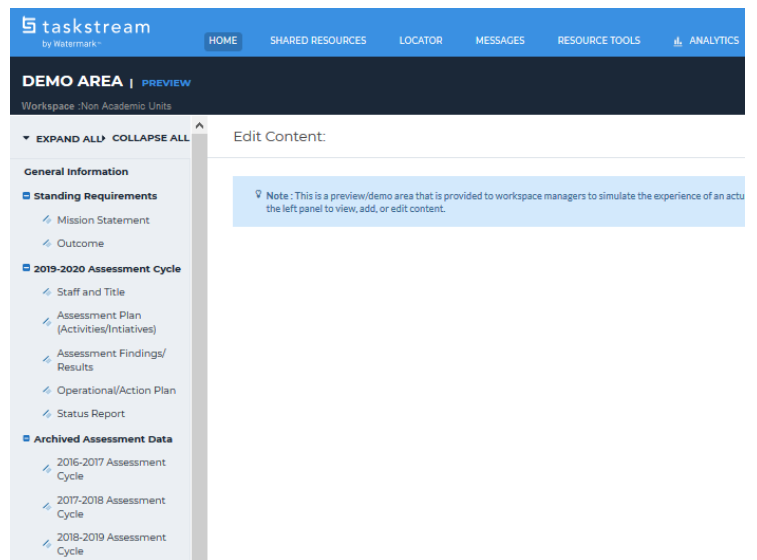 taskstream
by Watermark™
HOME SHARED RESOURCES LOCATOR MESSAGES RESOURCE TOOLS ANALYTICS
DEMO AREA | PREVIEW
Workspace :Non Academic Units
EXPAND ALL COLLAPSE ALL
Edit Content:
General Information
Standing Requirements
Mission Statement
Outcome
2019-2020 Assessment Cycle
Staff and Title
Assessment Plan
(Activities/Intiatives)
Assessment Findings/
Results
Operational/Action Plan
Status Report
Archived Assessment Data
2016-2017 Assessment
Cycle
2017-2018 Assessment
Cycle
2018-2019 Assessment
Cycle
Note : This is a preview/demo area that is provided to workspace managers to simulate the experience of an actu
the left panel to view, add, or edit content.